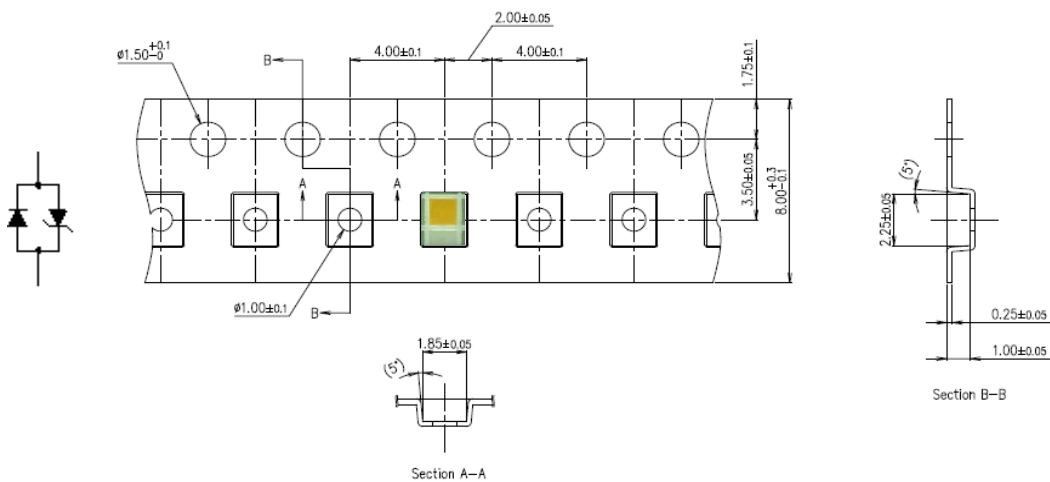 2.00±0.05
4.00±0.1
4.00±0.1
ø1.50+0.1-0
B
1.75±0.1
3.50±0.05
8.00+0.3-0.1
A
A
ø1.00±0.1
B
1.85±0.05
(5°)
Section A-A
(5°)
2.25±0.05
0.25±0.05
1.00±0.05
Section B-B